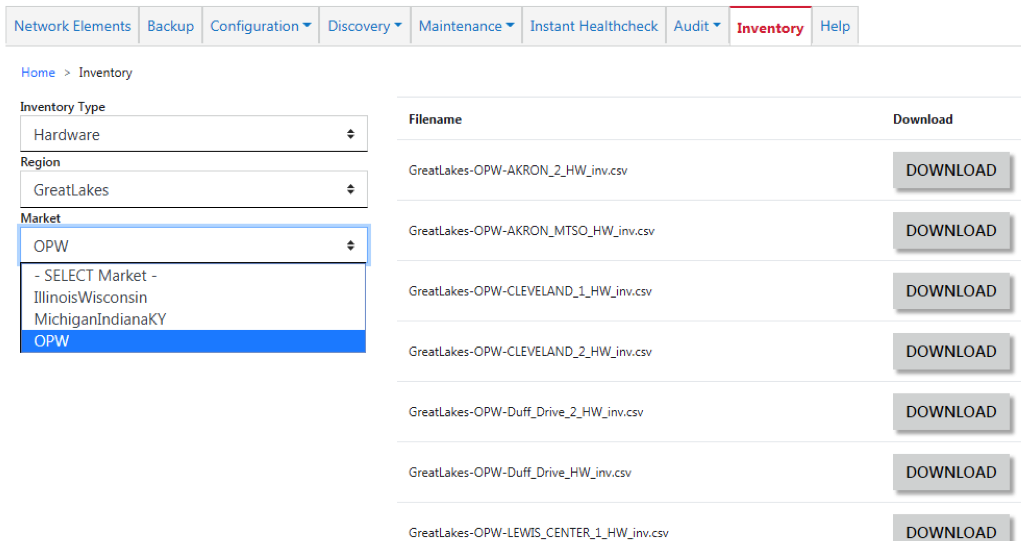 Network Elements Backup Configuration Discovery Maintenance Instant Healthcheck Audit Inventory Help
Home > Inventory
Inventory Type
Hardware
Region
GreatLakes
Market
OPW
- SELECT Market -
IllinoisWisconsin
MichiganIndianaKY
OPW
Filename Download
GreatLakes-OPW-AKRON_2_HW_inv.csv DOWNLOAD
GreatLakes-OPW-AKRON_MTSO_HW_inv.csv DOWNLOAD
GreatLakes-OPW-CLEVELAND_1_HW_inv.csv DOWNLOAD
GreatLakes-OPW-CLEVELAND_2_HW_inv.csv DOWNLOAD
GreatLakes-OPW-Duff_Drive_2_HW_inv.csv DOWNLOAD
GreatLakes-OPW-Duff_Drive_HW_inv.csv DOWNLOAD
GreatLakes-OPW-LEWIS_CENTER_1_HW_inv.csv DOWNLOAD